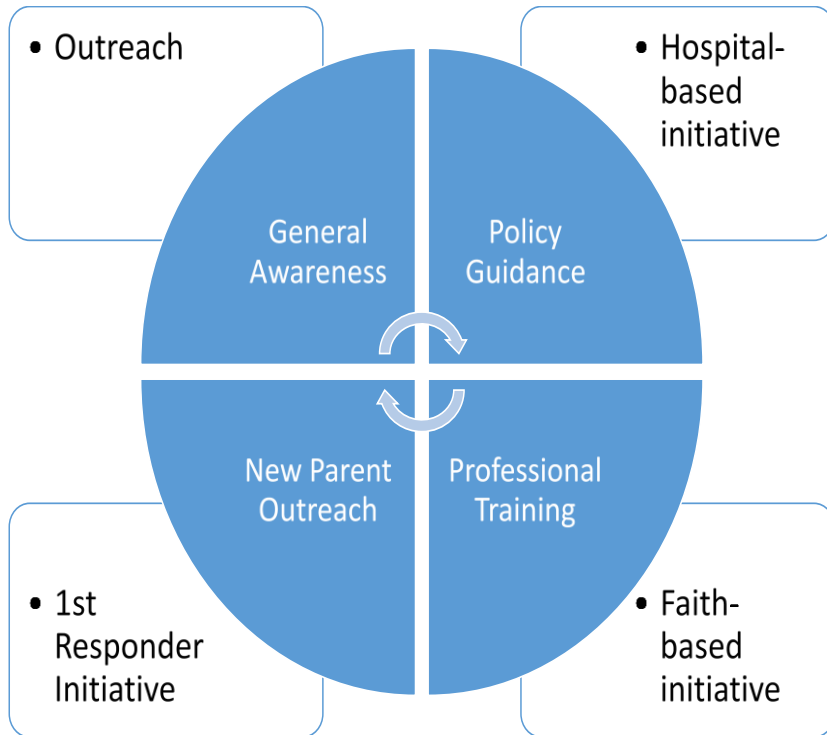 • Outreach
• Hospital-
based
initiative
General
Awareness
Policy
Guidance
New Parent
Outreach
Professional
Training
• 1st
Responder
Initiative
• Faith-
based
initiative